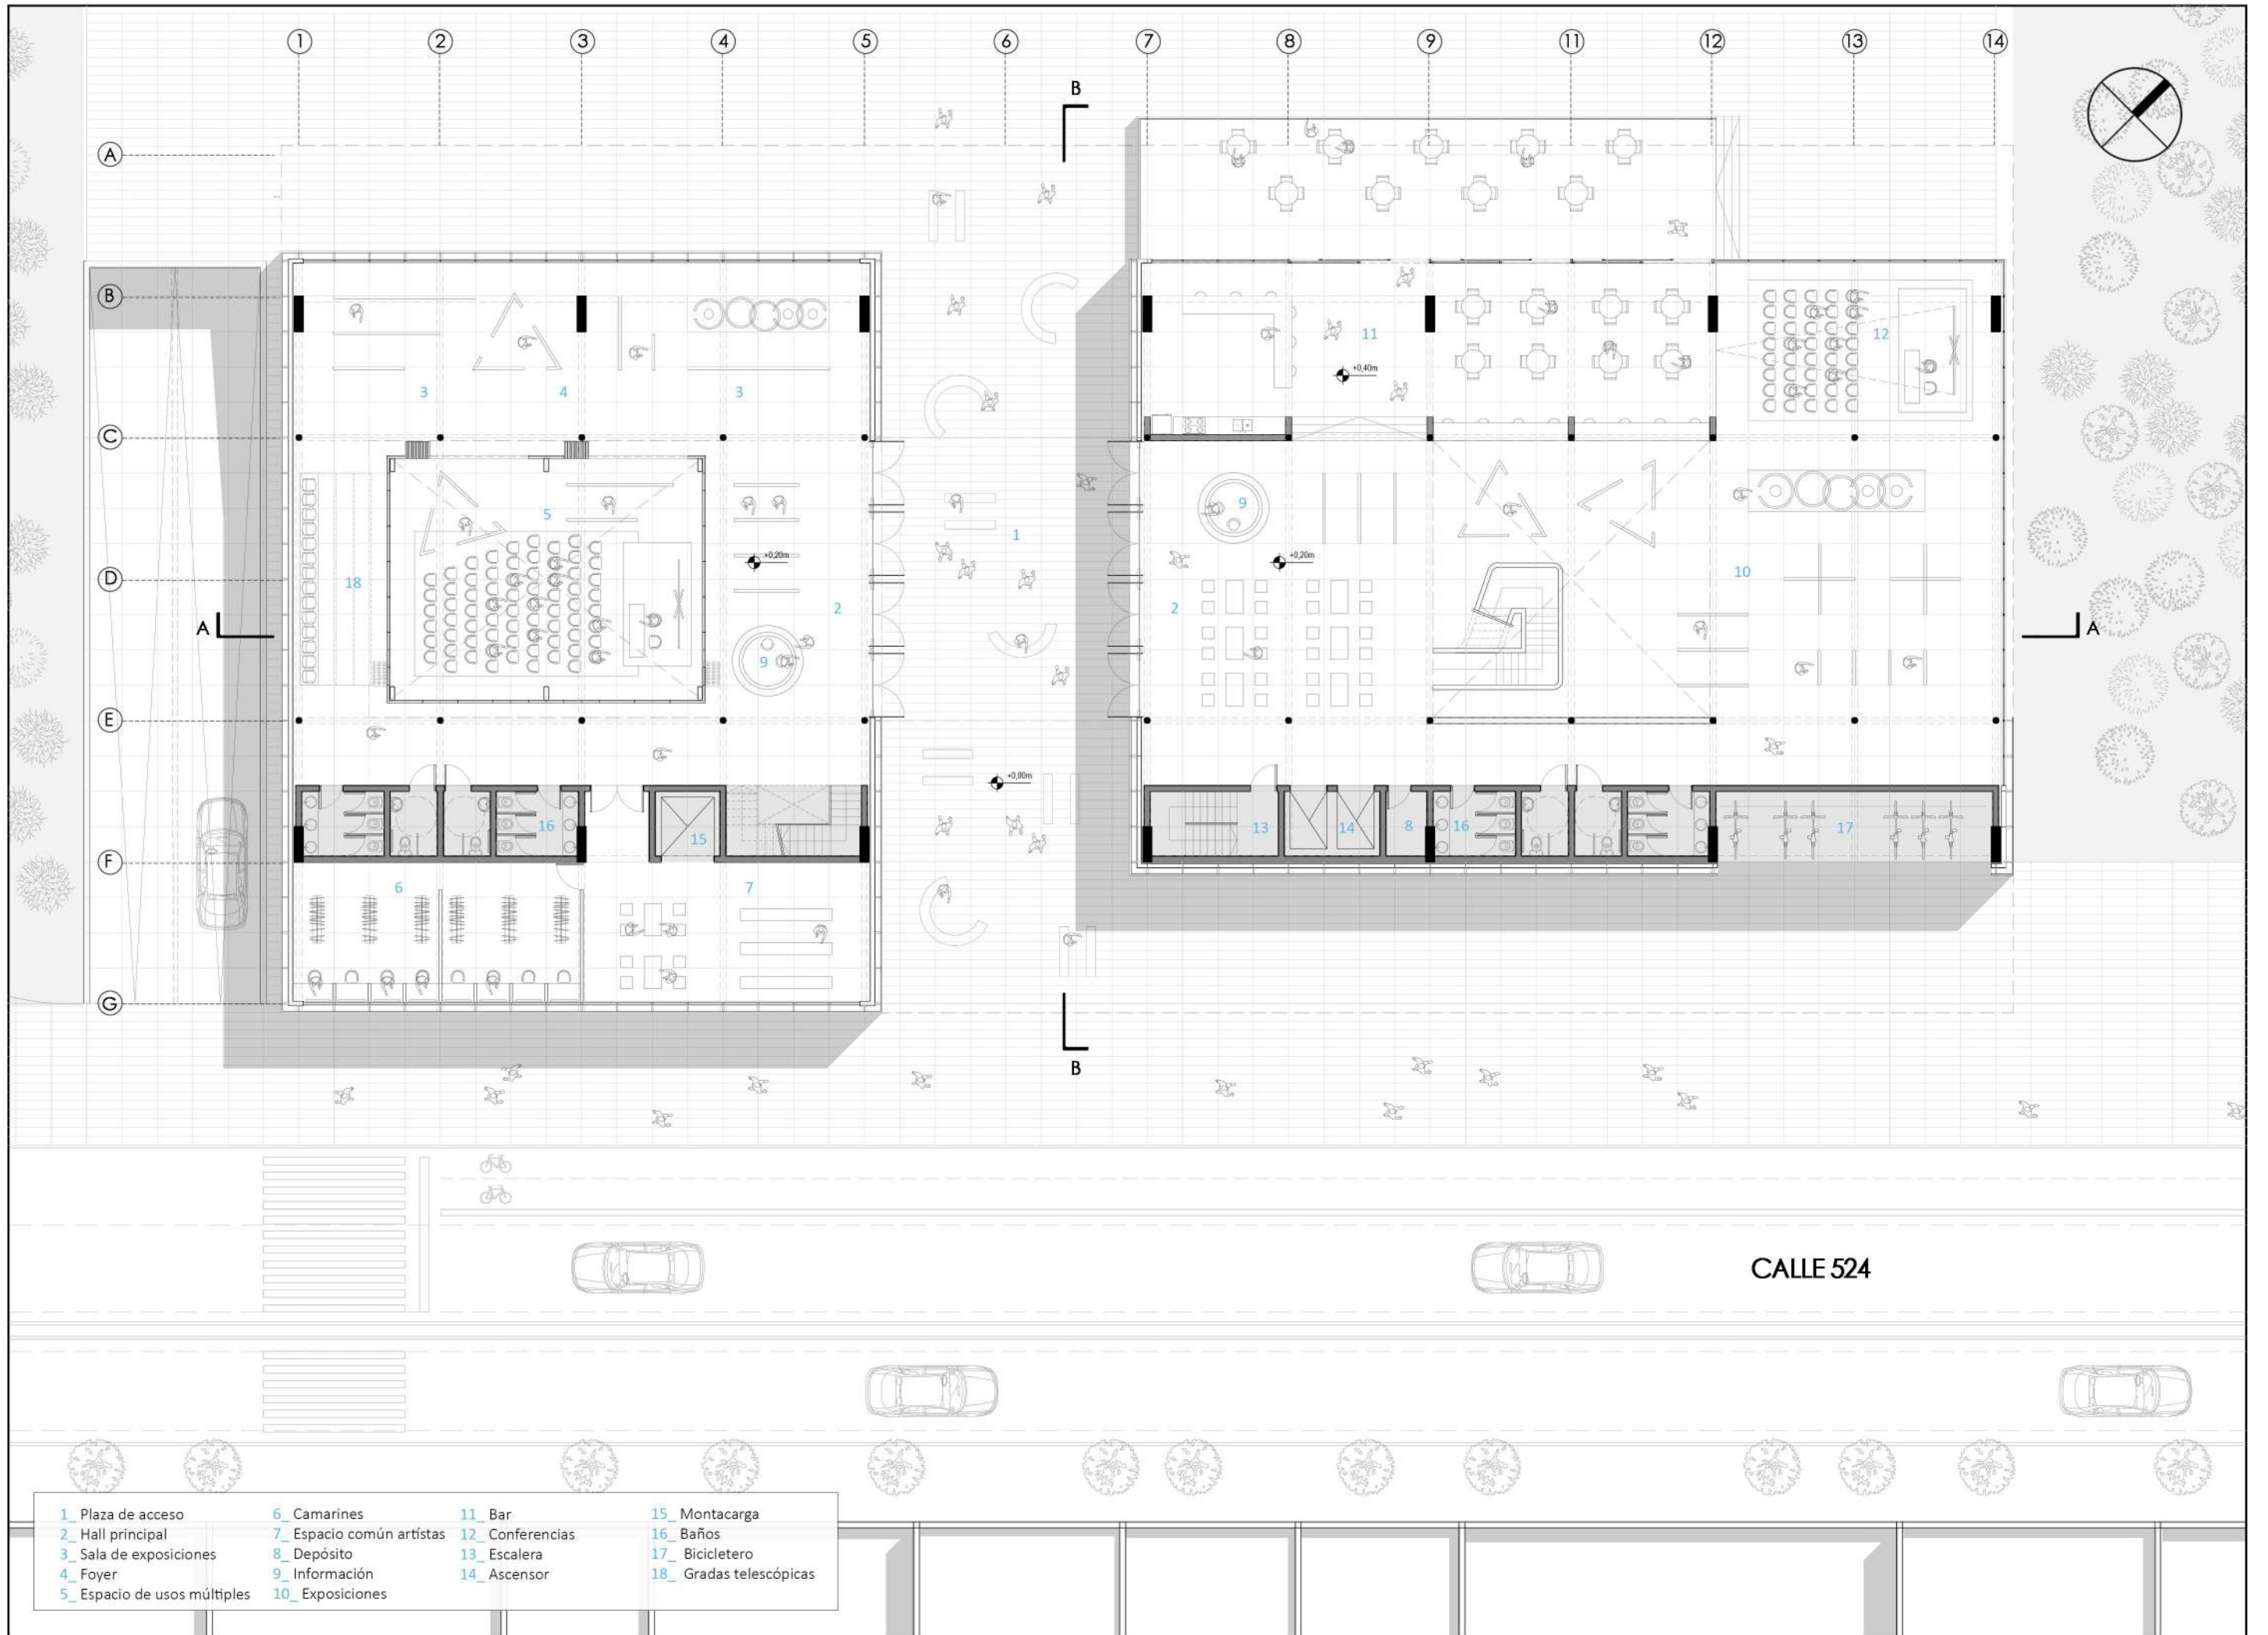 1 2 3 4 5 6 7 8 9 11 12 13 14
B
A
B
11
12
+0,40m
3 4 3
C
9
5
1
+0,20m
+0,20m
D
18
10
2
2
A
A
9
E
+0,00m
16
15
13
14
8
16
17
F
6
7
G
B
CALLE 524
1_ Plaza de acceso
2_ Hall principal
3_ Sala de exposiciones
4_ Foyer
5_ Espacio de usos múltiples
6_ Camarines
7_ Espacio común artístas
8_ Depósito
9_ Información
10_ Exposiciones
11_ Bar
12_ Conferencias
13_ Escalera
14_ Ascensor
15_ Montacarga
16_ Baños
17_ Bicicletero
18_ Gradas telescópicas